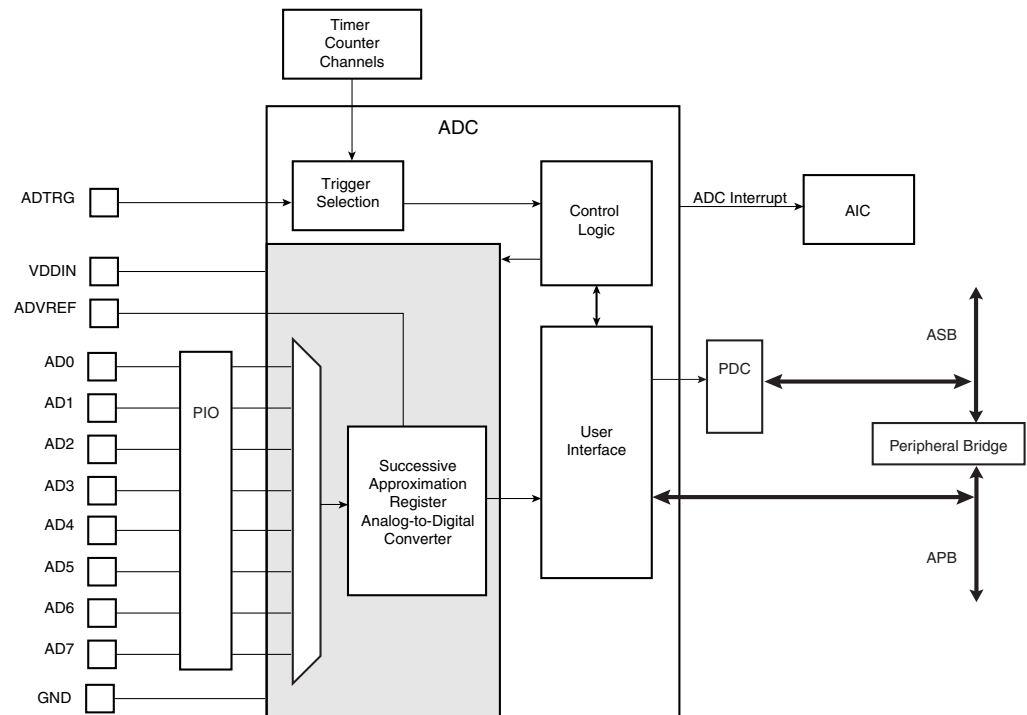 Timer
Counter
Channels
ADC
Trigger
Selection
ADTRG
Control
Logic
ADC Interrupt
AIC
VDDIN
ADVREF
ASB
AD0
PDC
AD1
PIO
AD2
User
Interface
Peripheral Bridge
Successive
Approximation
Register
Analog-to-Digital
Converter
AD3
AD4
AD5
APB
AD6
AD7
GND